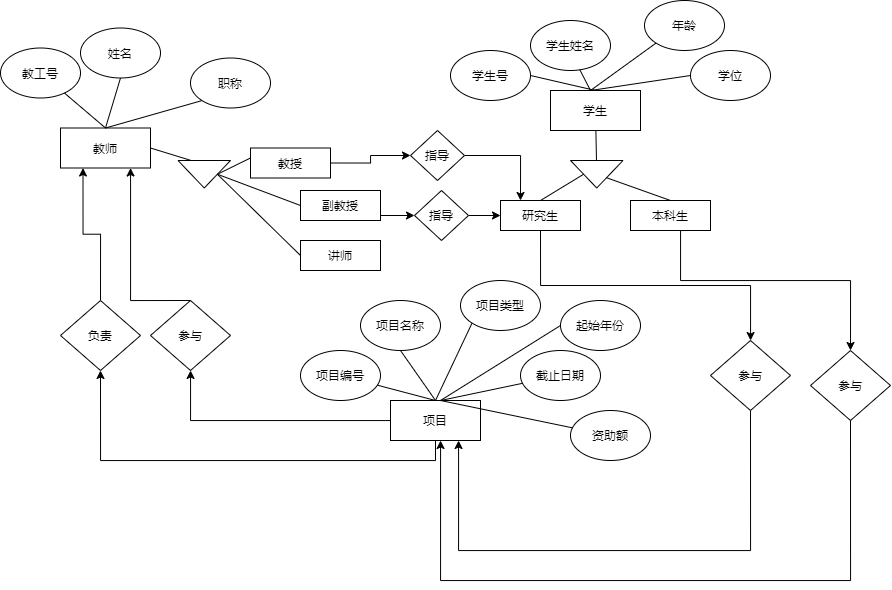 年龄
姓名
学生姓名
教工号
职称
学生号
学位
学生
教师
教授
指导
副教授
指导
研究生
本科生
讲师
项目类型
项目名称
起始年份
负责
参与
项目编号
截止日期
参与
参与
项目
资助额